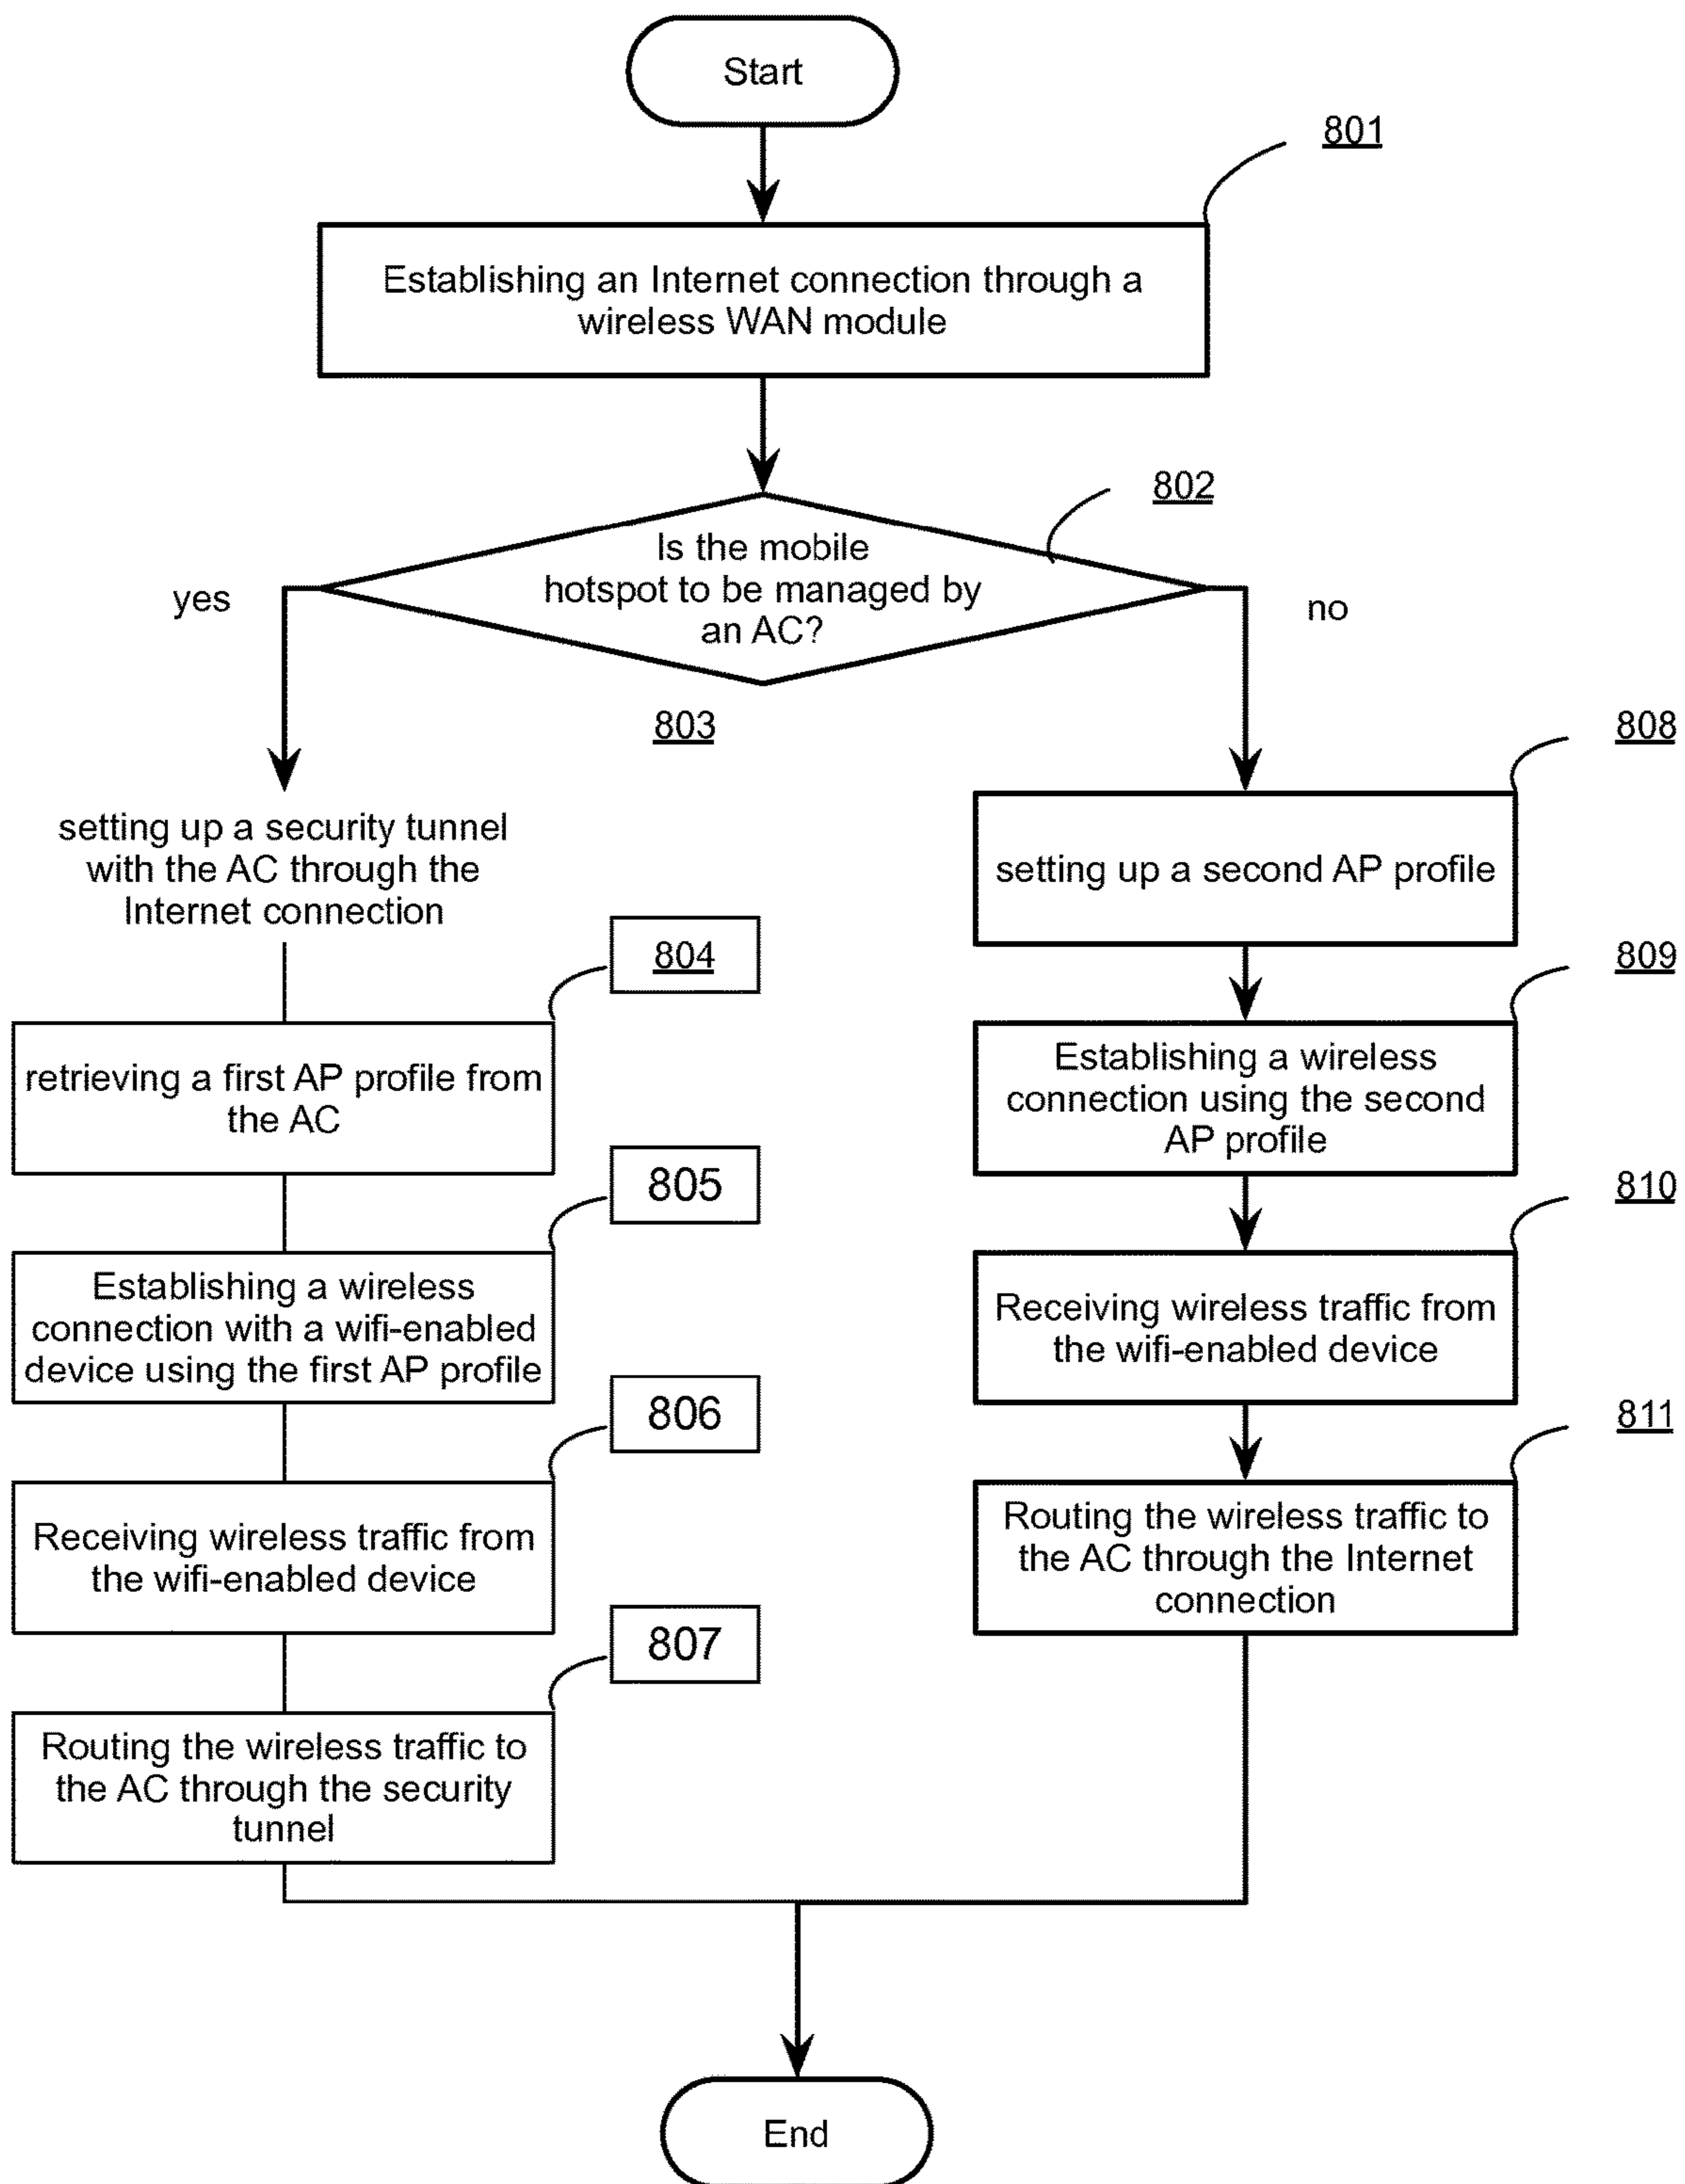 Start
801
Establishing an Internet connection through a
wireless WAN module
802
Is the mobile
hotspot to be managed by
an AC?
yes
no
803
808
setting up a security tunnel
with the AC through the
Internet connection
setting up a second AP profile
804
809
retrieving a first AP profile from
the AC
Establishing a wireless
connection using the second
AP profile
805
810
Establishing a wireless
connection with a wifi-enabled
device using the first AP profile
Receiving wireless traffic from
the wifi-enabled device
806
811
Receiving wireless traffic from
the wifi-enabled device
Routing the wireless traffic to
the AC through the Internet
connection
807
Routing the wireless traffic to
the AC through the security
tunnel
End